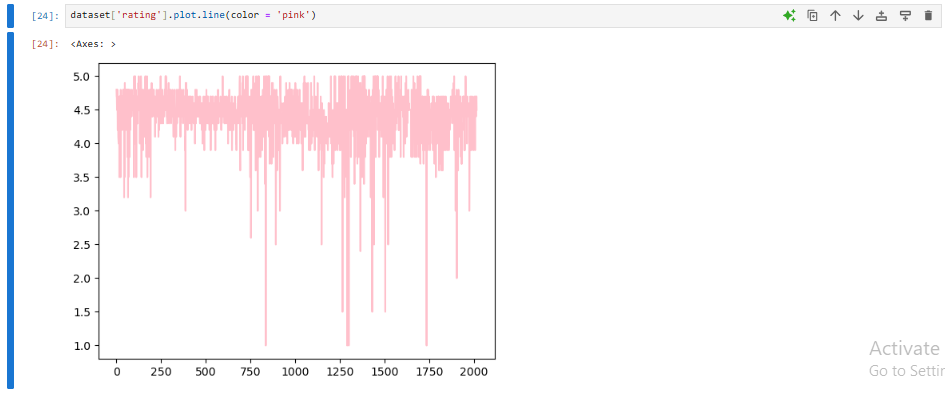 [24]: dataset['rating'].plot.line(color = 'pink')
[24]: <Axes: >
5.0
4.5
4.0
3.5
3.0
2.5
2.0
1.5
1.0
0 250 500 750 1000 1250 1500 1750 2000
Activate
Go to Settin